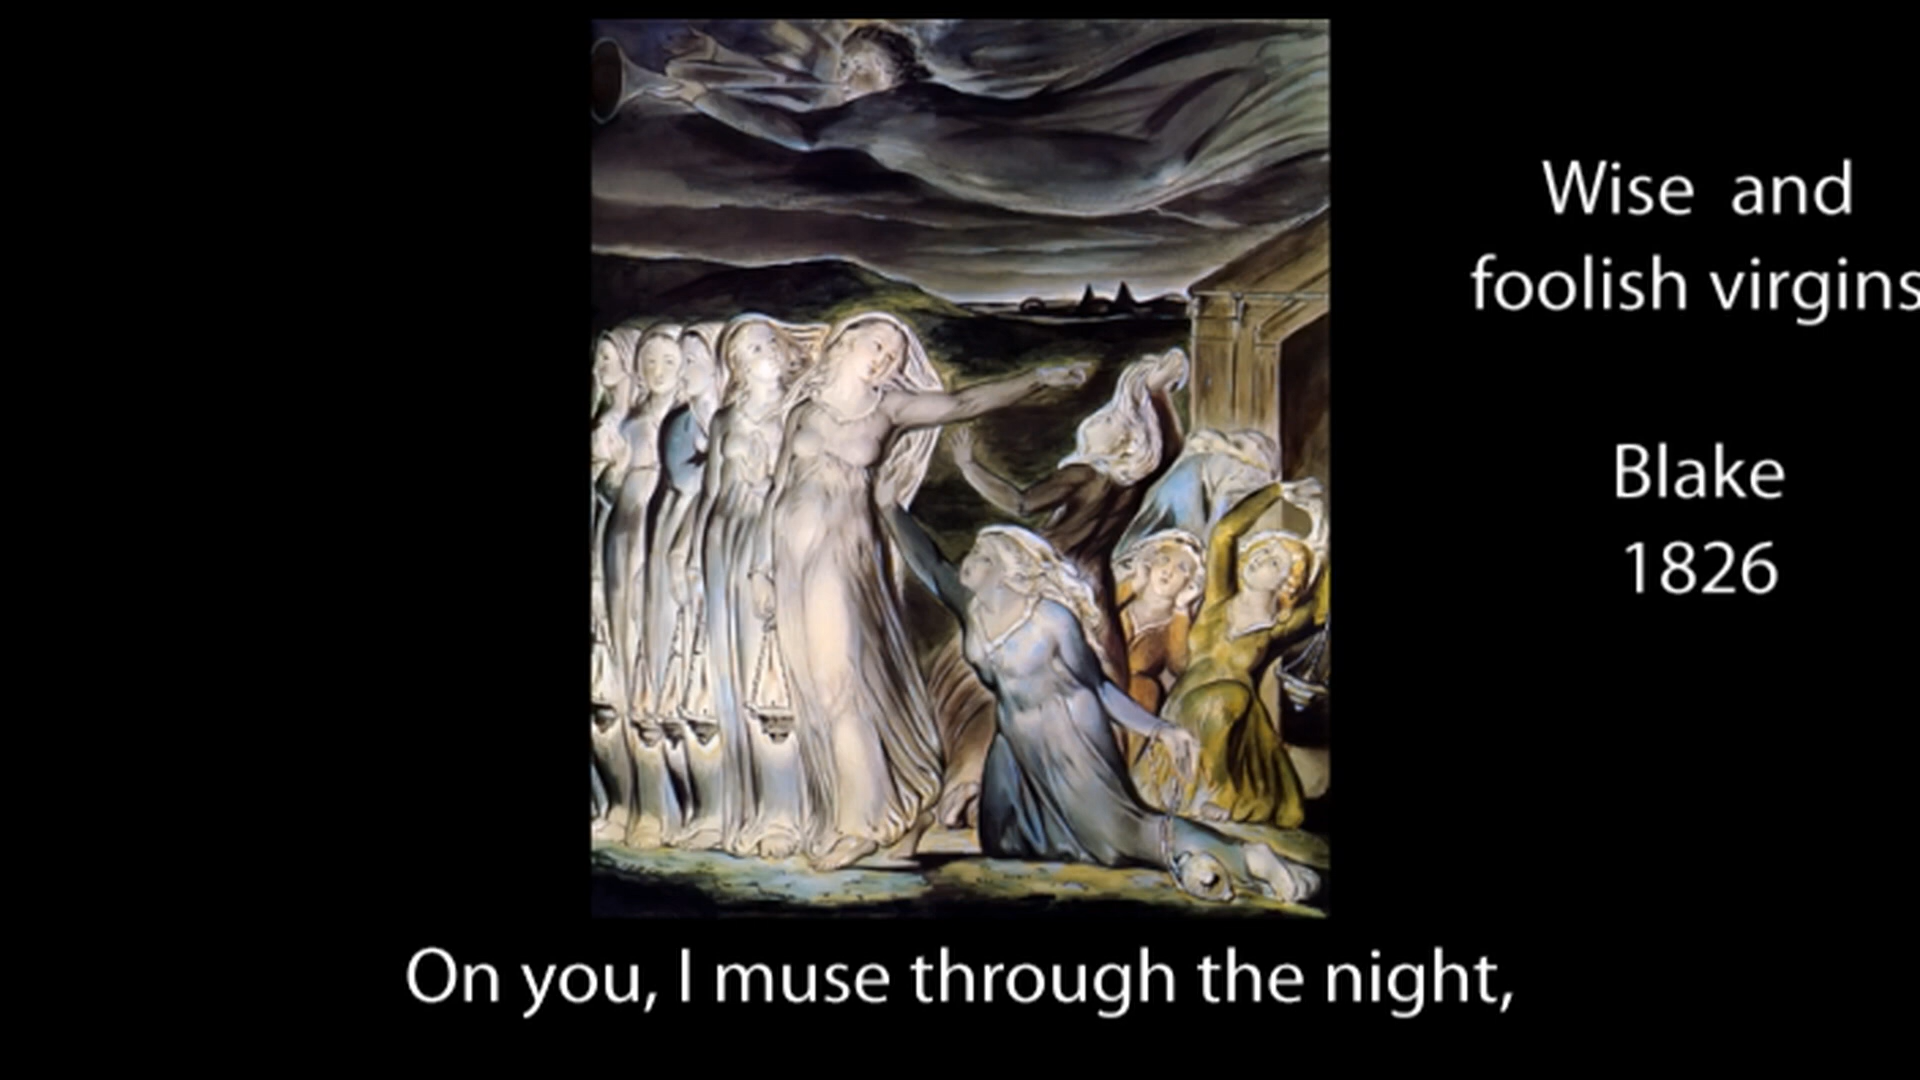 Wise and
foolish virgins
Blake
1826
On you, I muse through the night,